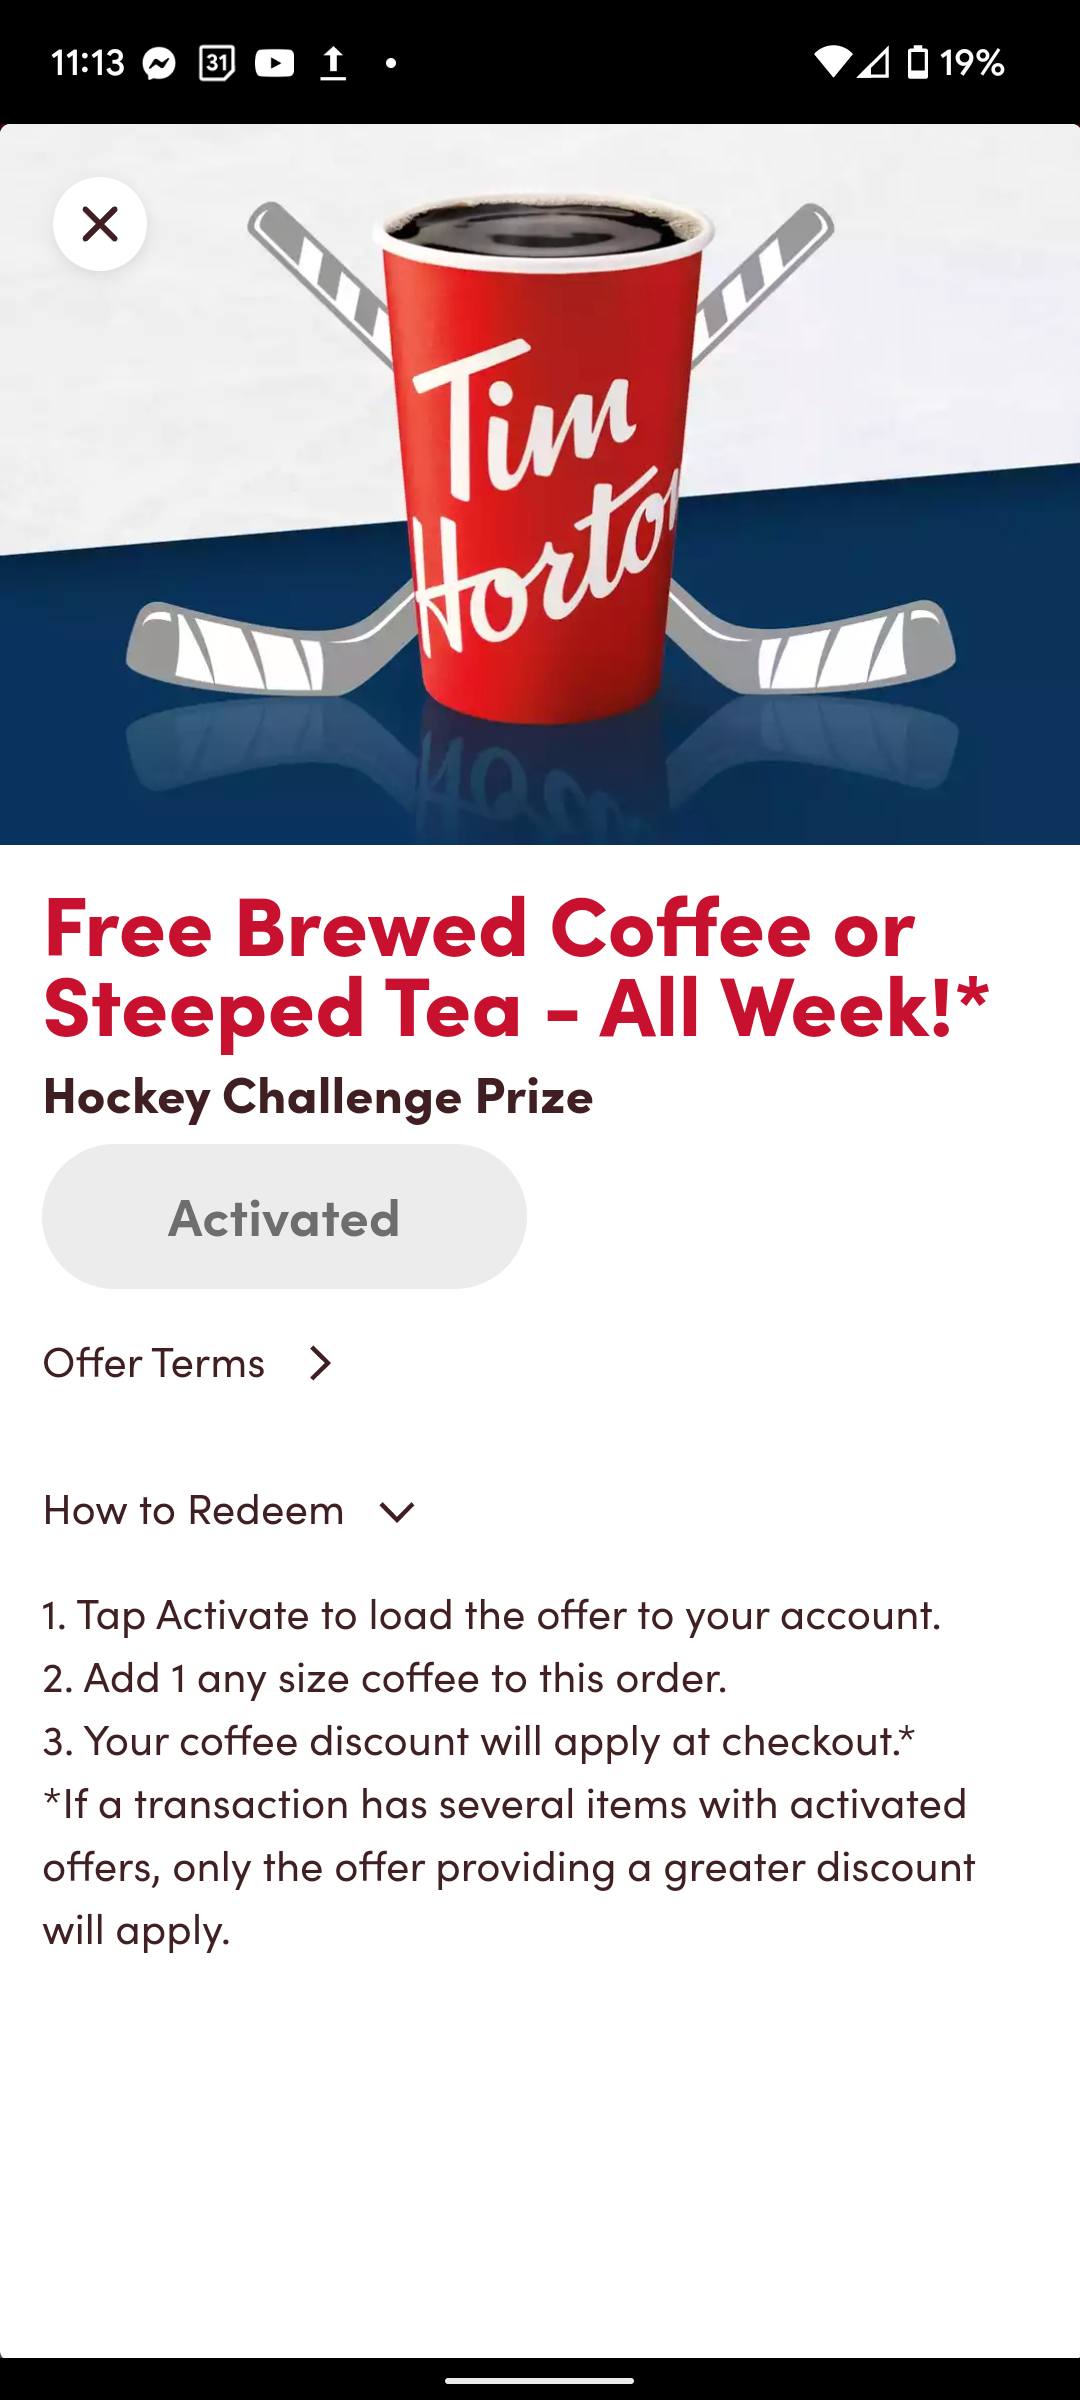 11:13
31
19%
Tim
Horton
Free Brewed Coffee or
Steeped Tea - All Week!*
Hockey Challenge Prize
Activated
Offer Terms
How to Redeem
1. Tap Activate to load the offer to your account.
2. Add 1 any size coffee to this order.
3. Your coffee discount will apply at checkout.*
*If a transaction has several items with activated
offers, only the offer providing a greater discount
will apply.